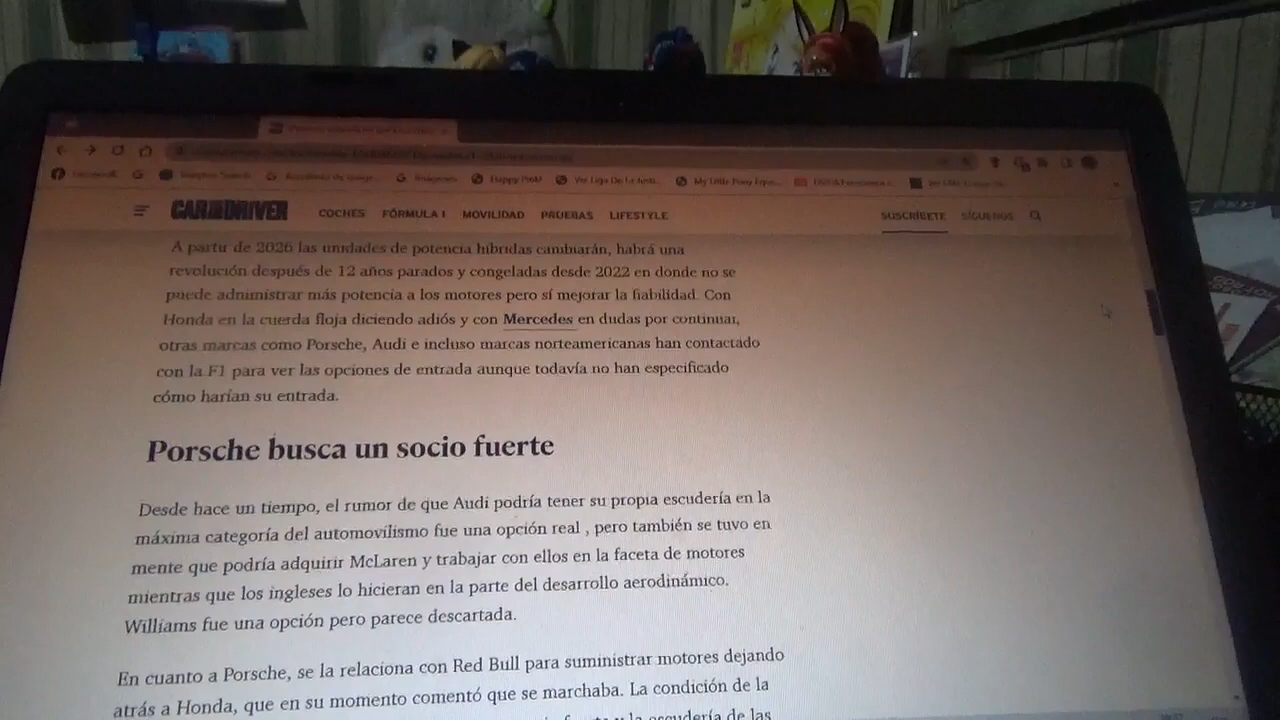 CAR AND DRIVER
COCHES FÓRMULA 1 MOVILIDAD PRUEBAS LIFESTYLE SUSCRÍBETE SÍGUENOS
A partir de 2026 las unidades de potencia híbridas cambiarán, habrá una
revolución después de 12 años parados y congeladas desde 2022 en donde no se
puede administrar más potencia a los motores pero sí mejorar la fiabilidad. Con
Honda en la cuerda floja diciendo adiós y con Mercedes en dudas por continuar,
otras marcas como Porsche, Audi e incluso marcas norteamericanas han contactado
con la F1 para ver las opciones de entrada aunque todavía no han especificado
cómo harían su entrada.
Porsche busca un socio fuerte
Desde hace un tiempo, el rumor de que Audi podría tener su propia escudería en la
máxima categoría del automovilismo fue una opción real , pero también se tuvo en
mente que podría adquirir McLaren y trabajar con ellos en la faceta de motores
mientras que los ingleses lo hicieran en la parte del desarrollo aerodinámico.
Williams fue una opción pero parece descartada.
En cuanto a Porsche, se la relaciona con Red Bull para suministrar motores dejando
atrás a Honda, que en su momento comentó que se marchaba. La condición de la
y la escudería de las